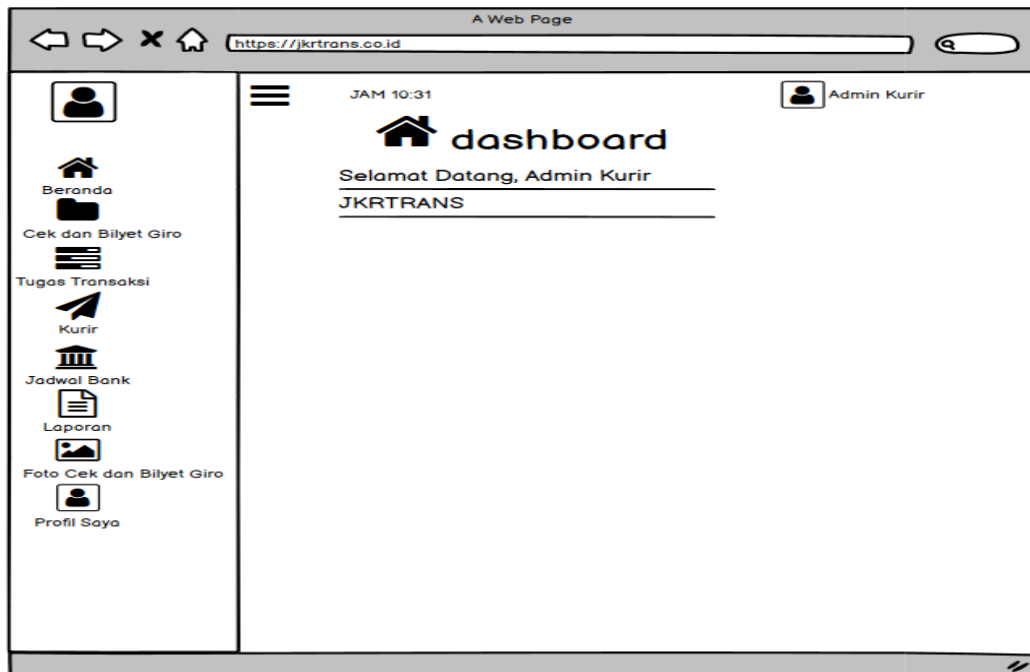 A Web Page
https://jkrtrans.co.id
JAM 10:31
Admin Kurir
dashboard
Selamat Datang, Admin Kurir
JKRTRANS
Beranda
Cek dan Bilyet Giro
Tugas Transaksi
Kurir
Jadwal Bank
Laporan
Foto Cek dan Bilyet Giro
Profil Saya